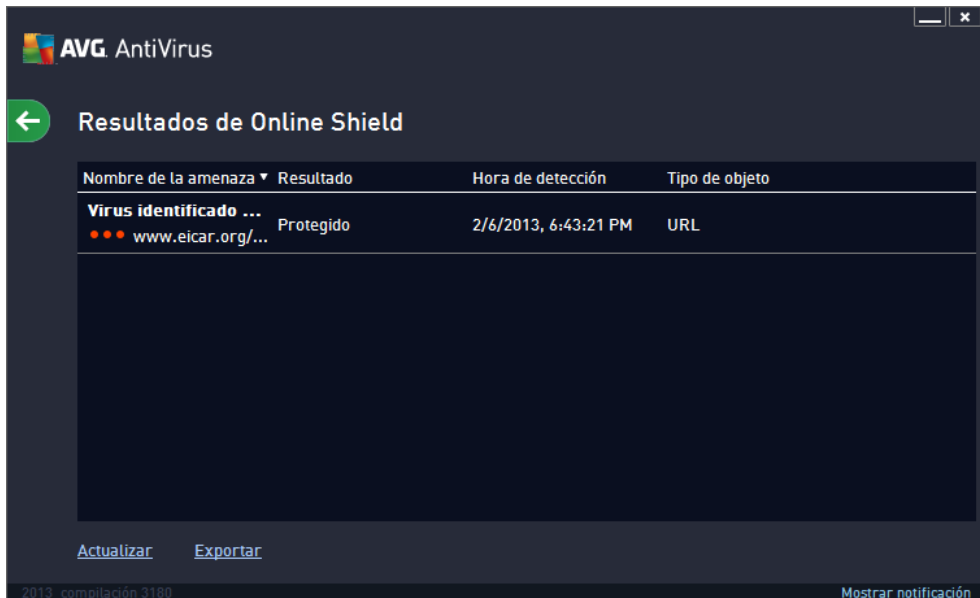 AVG. AntiVirus
Resultados de Online Shield
Nombre de la amenaza Resultado Hora de detección Tipo de objeto
Virus identificado ...
www.eicar.org/... Protegido 2/6/2013, 6:43:21 PM URL
Actualizar Exportar
2013 compilación 3180 Mostrar notificación